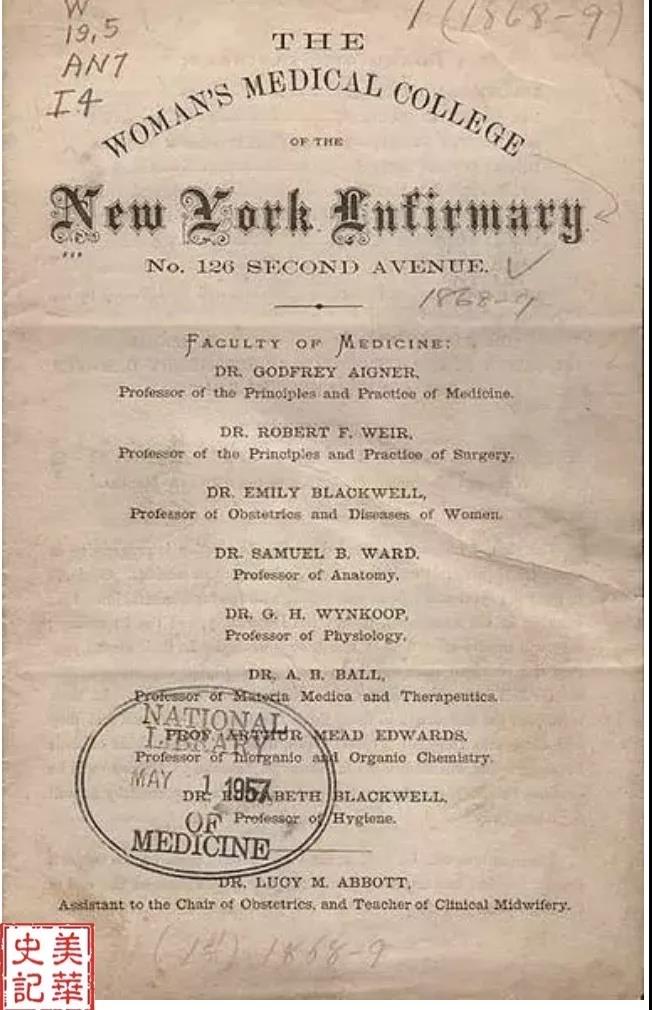 W
19,5
AN7
I4
1 (1868-9)
THE
WOMAN'S MEDICAL COLLEGE
OF THE
New York Infirmary.
No. 126 SECOND AVENUE.
1868-9
FACULTY OF MEDICINE:
DR. GODFREY AIGNER,
Professor of the Principles and Practice of Medicine.
DR. ROBERT F. WEIR,
Professor of the Principles and Practice of Surgery.
DR. EMILY BLACKWELL,
Professor of Obstetrics and Diseases of Women.
DR. SAMUEL B. WARD.
Professor of Anatomy.
DR. G. H. WYNKOOP,
Professor of Physiology.
DR. A. B. BALL,
Professor of Materia Medica and Therapeutics.
PROF. ARTHUR MEAD EDWARDS,
Professor of Inorganic and Organic Chemistry.
DR. ELIZABETH BLACKWELL,
Professor of Hygiene.
NATIONAL
LIBRARY
MAY 1 1957
OF
MEDICINE
DR. LUCY M. ABBOTT,
Assistant to the Chair of Obstetrics, and Teacher of Clinical Midwifery.
(1st) 1868-9
美華
史記